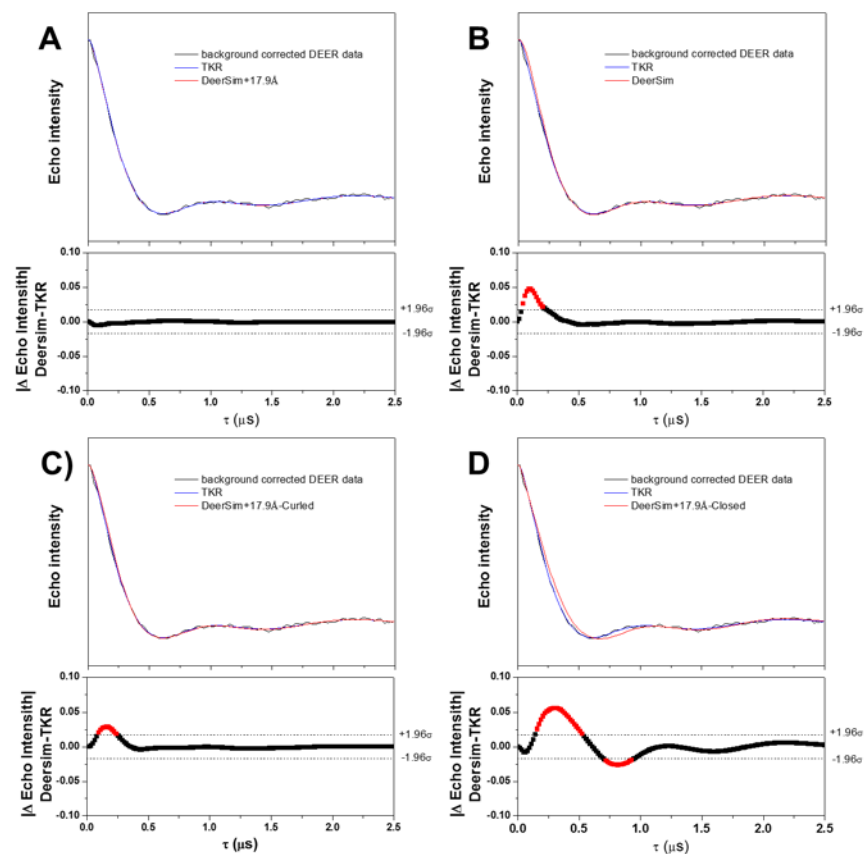 A
background corrected DEER data
TKR
DeerSim+17.9Å
Echo intensity
0.10
0.05
0.00
0.05
0.10
|Δ Echo Intensith|
Deersim-TKR
+1.96σ
-1.96σ
0.0
0.5
1.0
1.5
2.0
2.5
τ (μs)
B
background corrected DEER data
TKR
DeerSim
Echo intensity
0.10
0.05
0.00
0.05
-0.10
|Δ Echo Intensith|
Deersim-TKR
+1.96σ
-1.96σ
0.0
0.5
1.0
1.5
2.0
2.5
τ (μs)
C)
background corrected DEER data
TKR
DeerSim+17.9Å-Curled
Echo intensity
0.10
0.05
0.00
0.05
-0.10
|Δ Echo Intensith|
Deersim-TKR
+1.96σ
-1.96σ
0.0
0.5
1.0
1.5
2.0
2.5
τ (μs)
D
background corrected DEER data
TKR
DeerSim+17.9Å-Closed
Echo intensity
0.10
0.05
0.00
-0.05
-0.10
|Δ Echo Intensith|
Deersim-TKR
+1.96σ
-1.96σ
0.0
0.5
1.0
1.5
2.0
2.5
τ (μs)